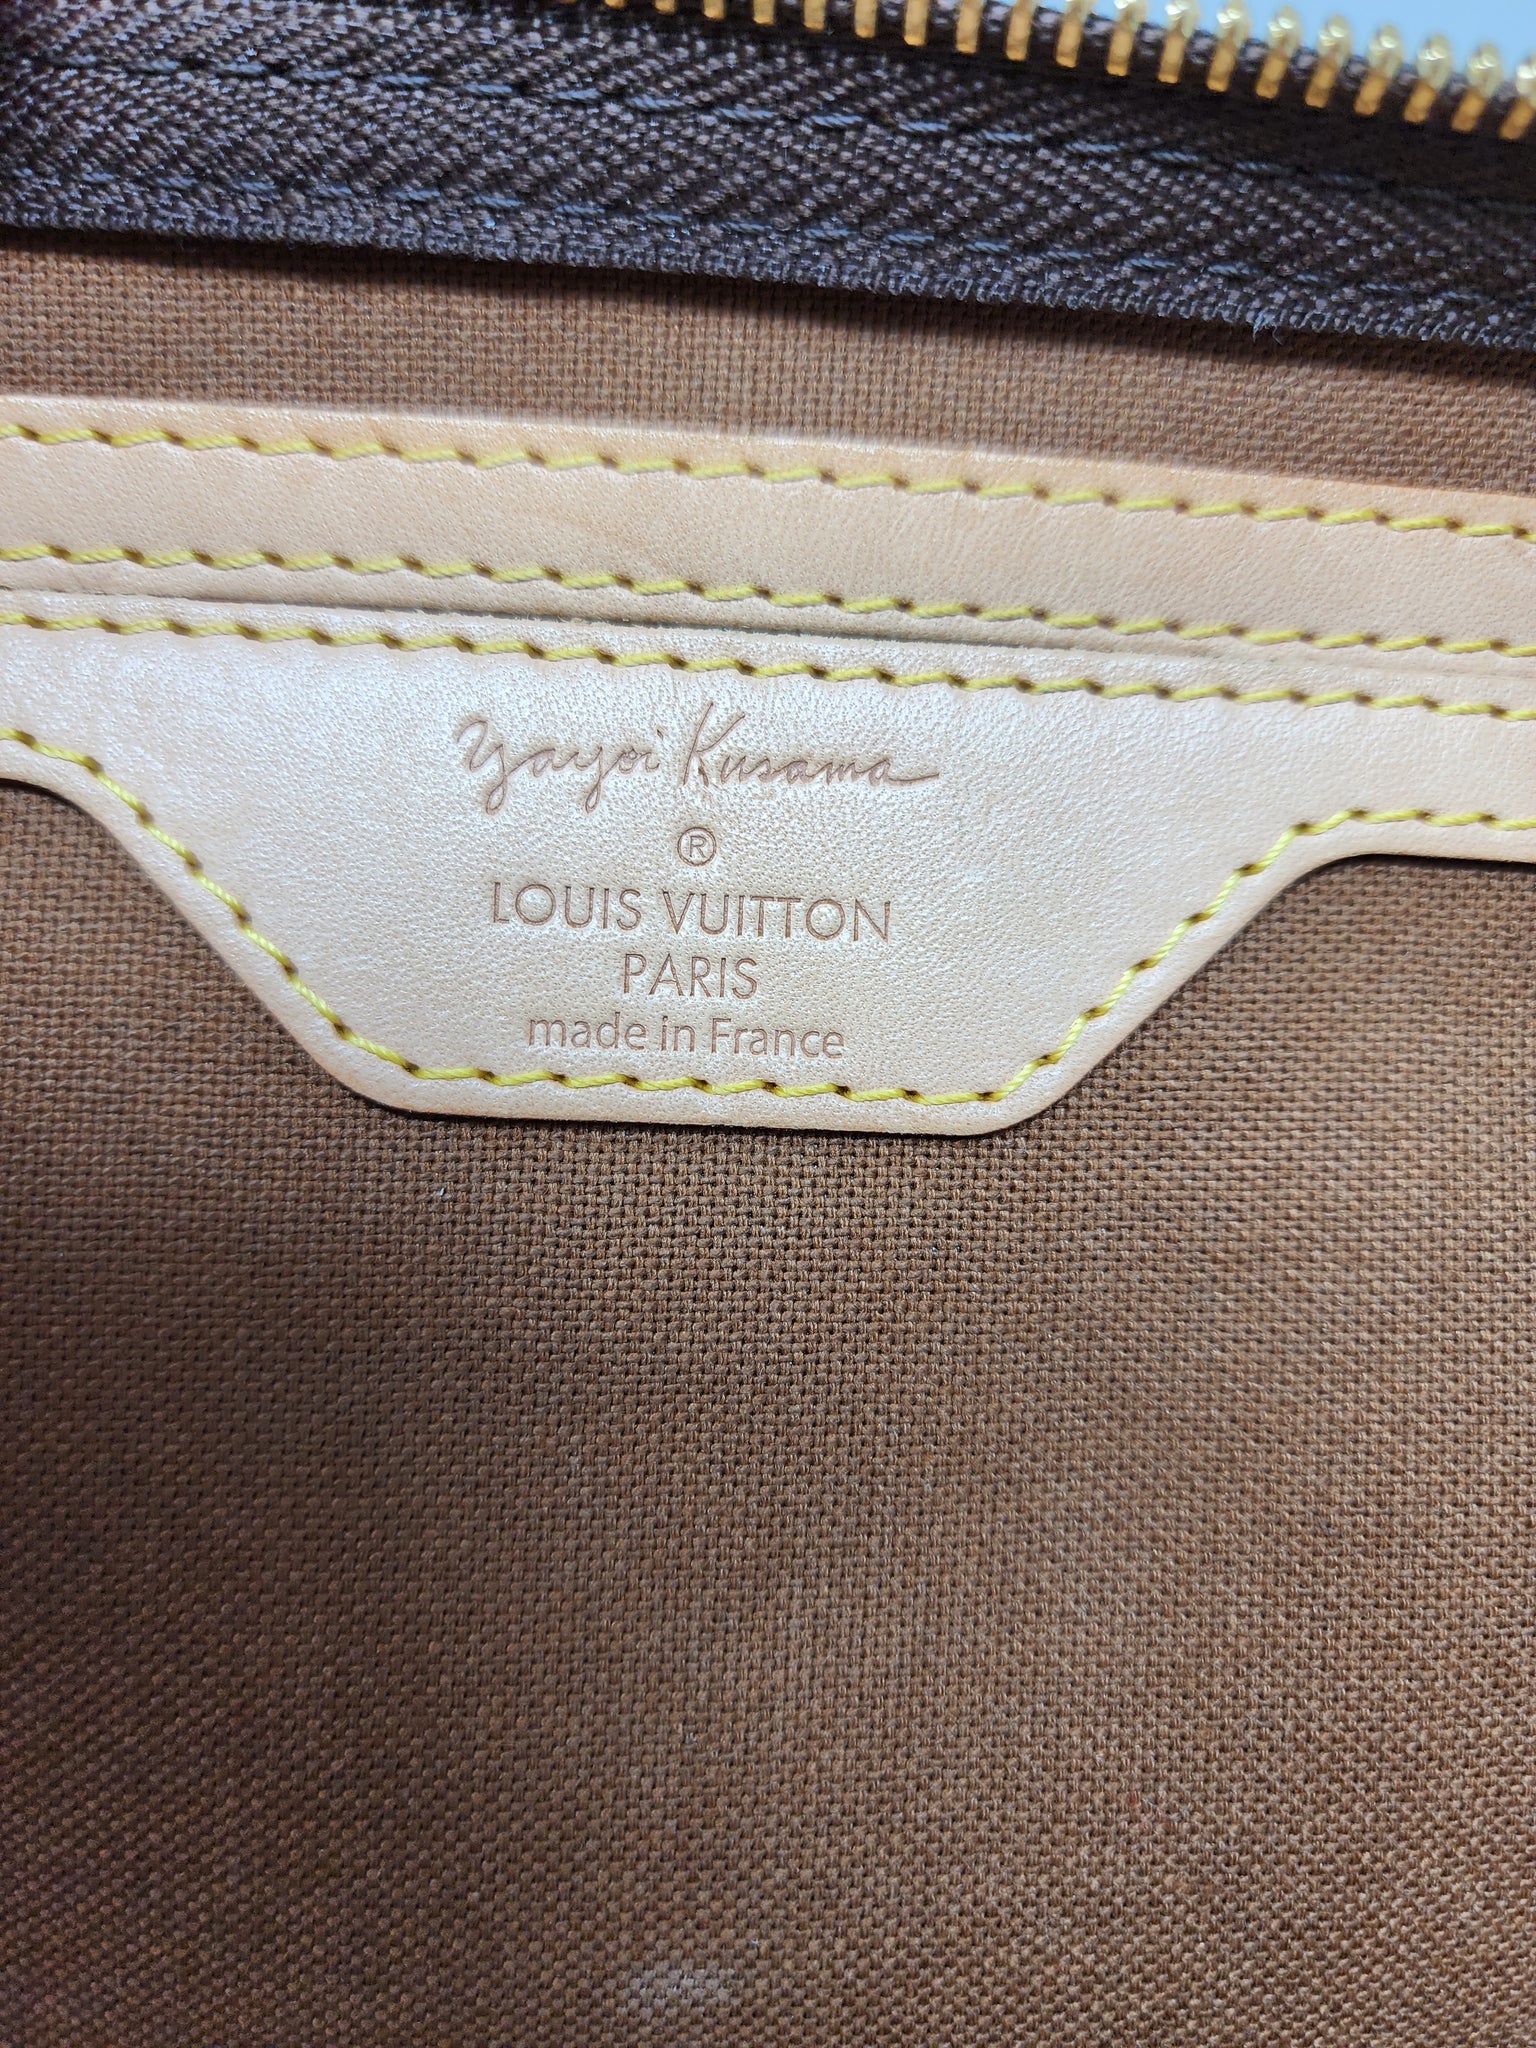 Yayoi Kusama
®
LOUIS VUITTON
PARIS
made in France